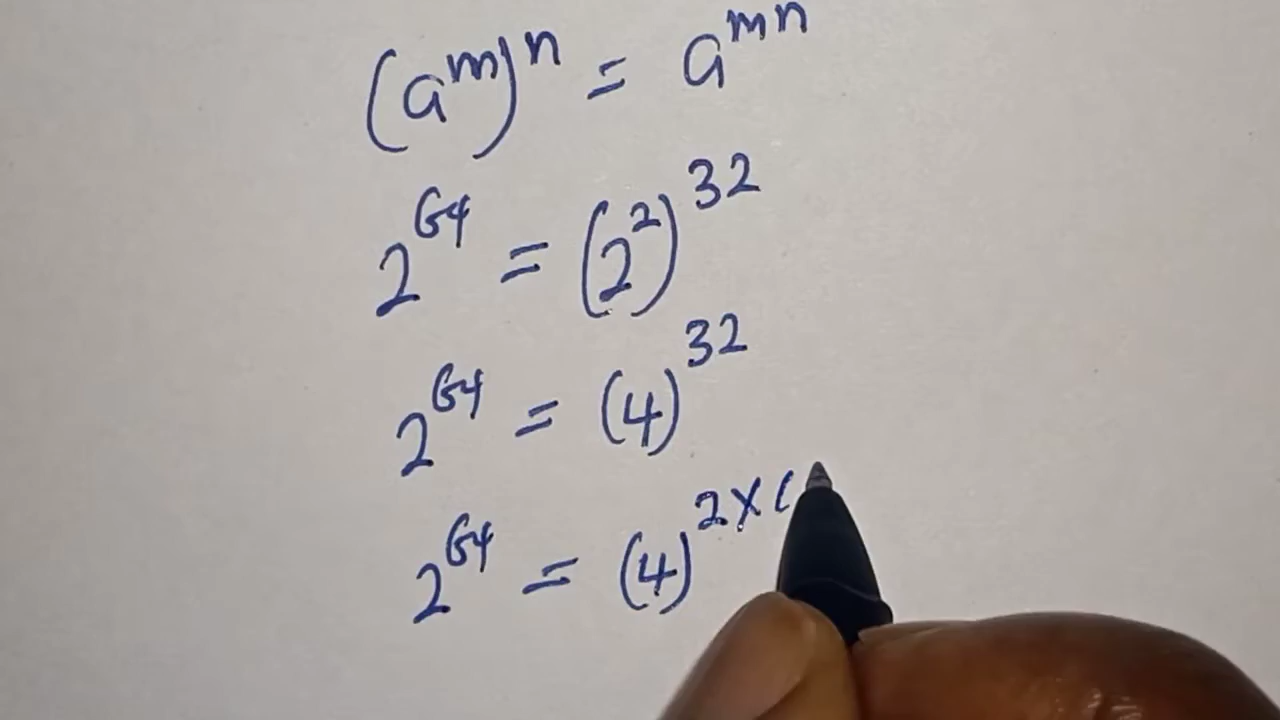 (a^m)^n = a^mn
2^64 = (2^2)^32
2^64 = (4)^32
2^64 = (4)^2×